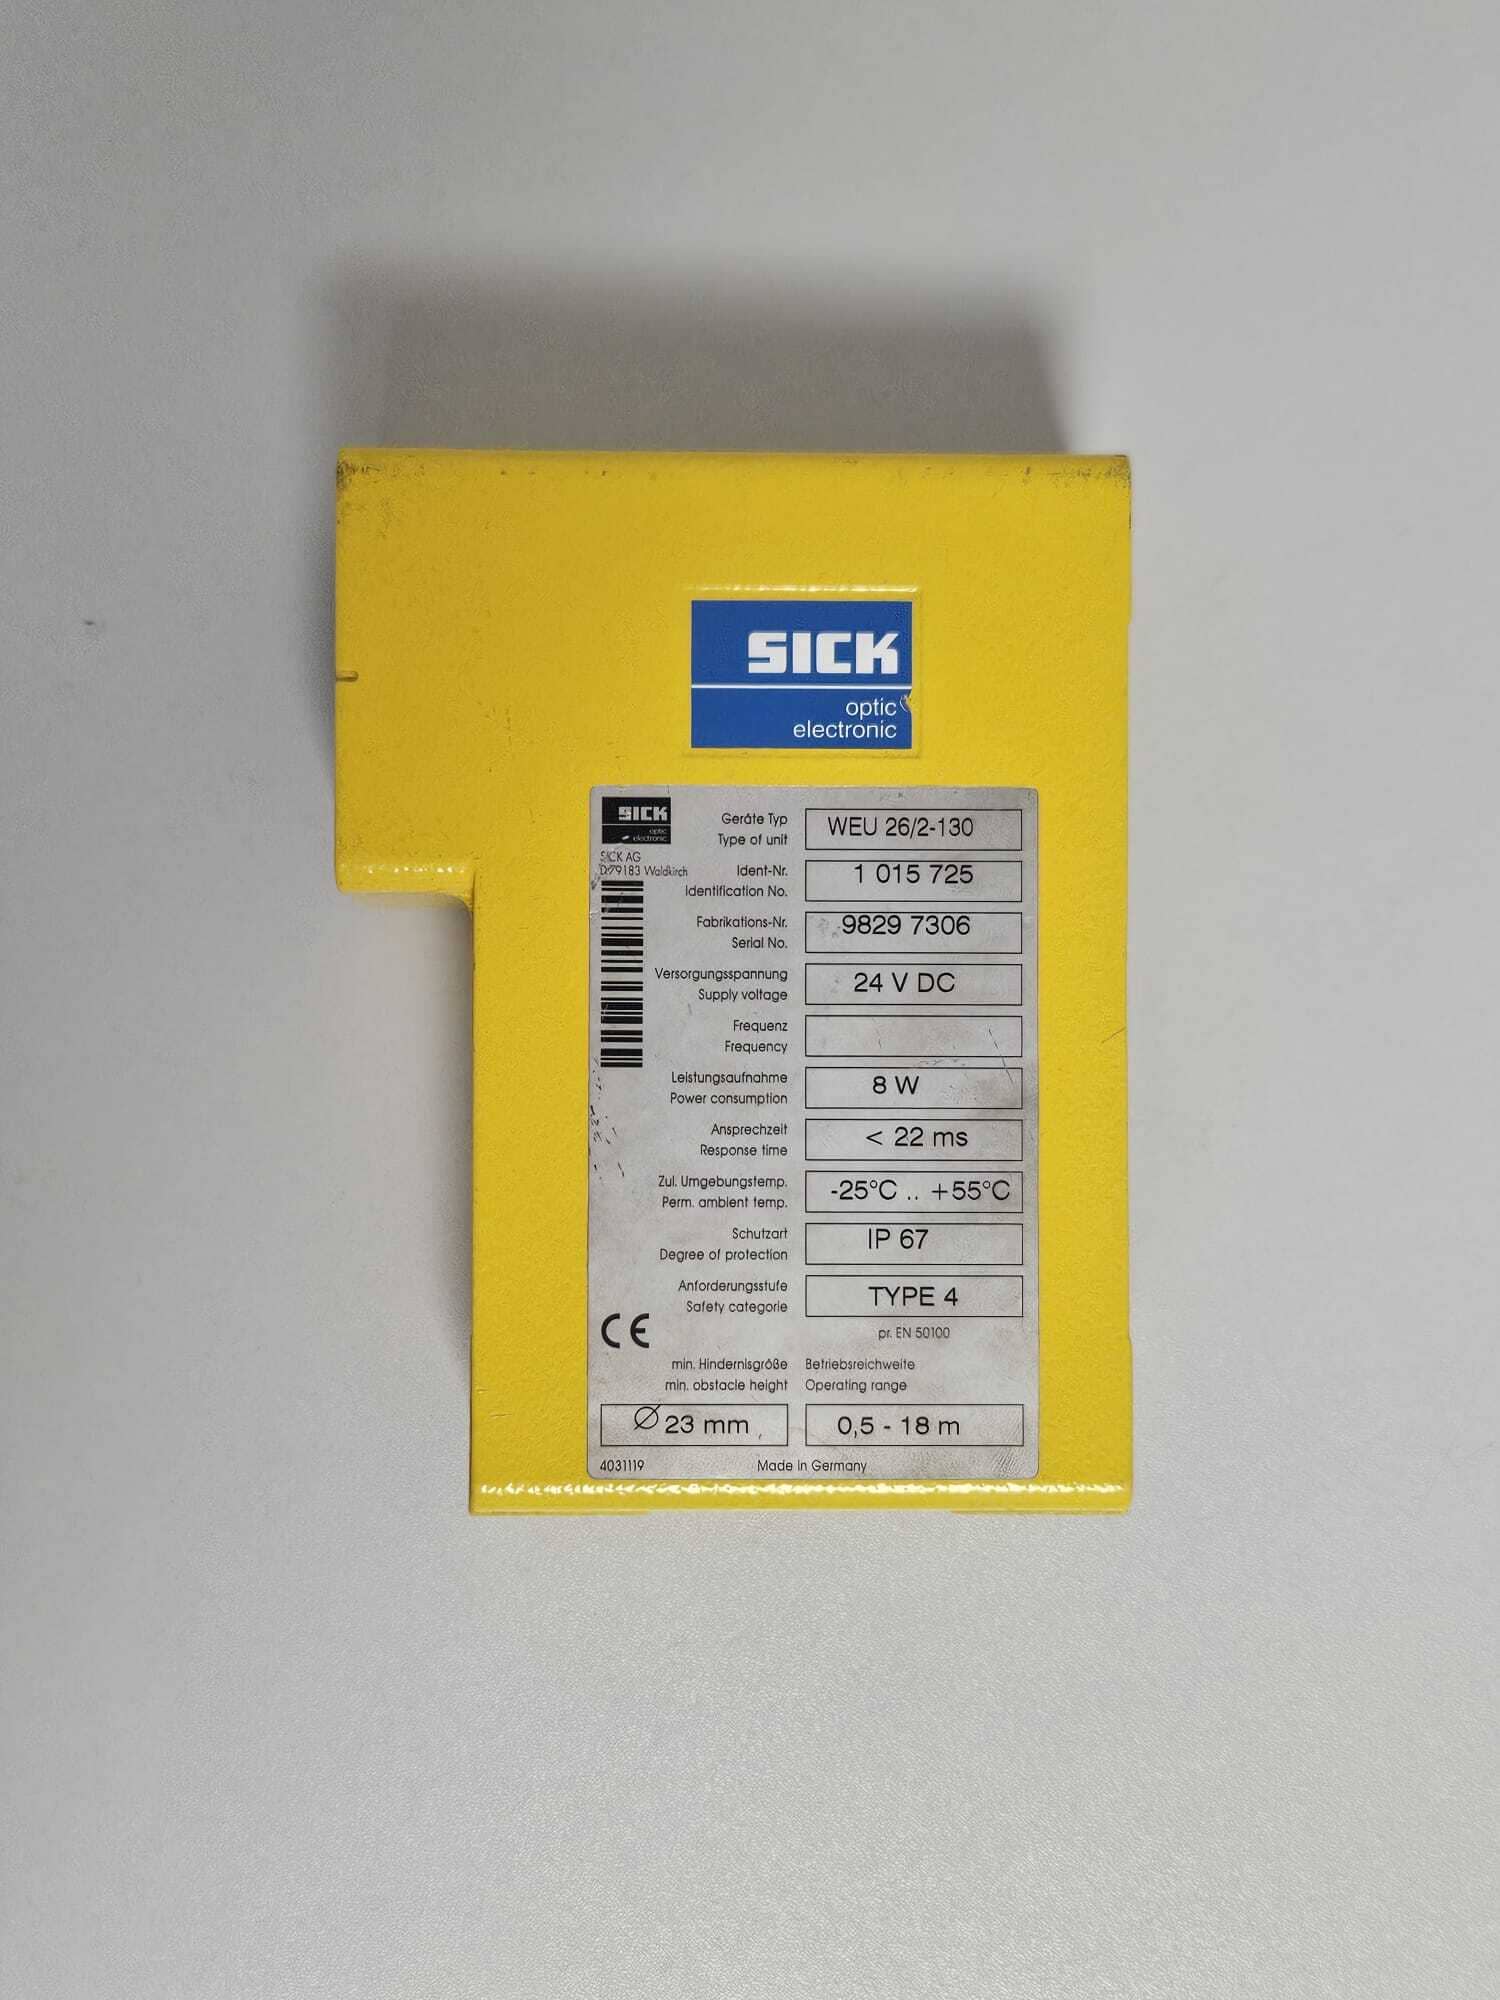 SICK
optic
electronic
SICK
optic
electronic
SICK AG
D-79183 Waldkirch
Geräte Typ
Type of unit
WEU 26/2-130
Ident-Nr.
Identification No.
1 015 725
Fabrikations-Nr.
Serial No.
9829 7306
Versorgungsspannung
Supply voltage
24 V DC
Frequenz
Frequency
Leistungsaufnahme
Power consumption
8 W
Ansprechzeit
Response time
< 22 ms
Zul. Umgebungstemp.
Perm. ambient temp.
-25°C .. +55°C
Schutzart
Degree of protection
IP 67
Anforderungsstufe
Safety categorie
TYPE 4
pr. EN 50100
CE
min. Hindernisgröße
min. obstacle height
Ø 23 mm
Betriebsreichweite
Operating range
0,5 - 18 m
4031119
Made in Germany